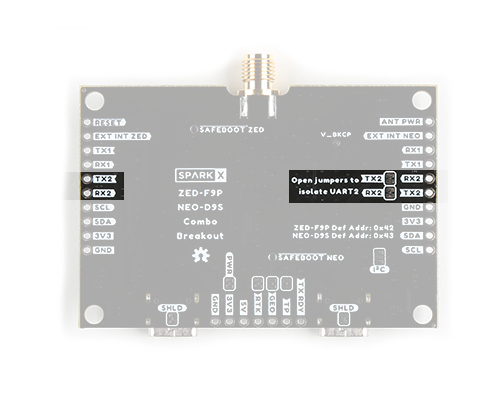 RESET
EXT INT ZED
TX1
RX1
TX2
RX2
SCL
SDA
3V3
GND
SAFEBOOT ZED
V_BKCP
SPARK X
ZED-F9P
NEO-D9S
Combo
Breakout
ANT PWR
EXT INT NEO
RX1
TX1
Open jumpers to TX2 RX2
isolate UART2 RX2 TX2
GND
ZED-F9P Def Addr: 0x42 3V3
NEO-D9S Def Addr: 0x43 SDA
SCL
SAFEBOOT NEO
I²C
PWR
GND
3V3
5V
RTK
GEO
TP
TXRDY
SHLD
SHLD